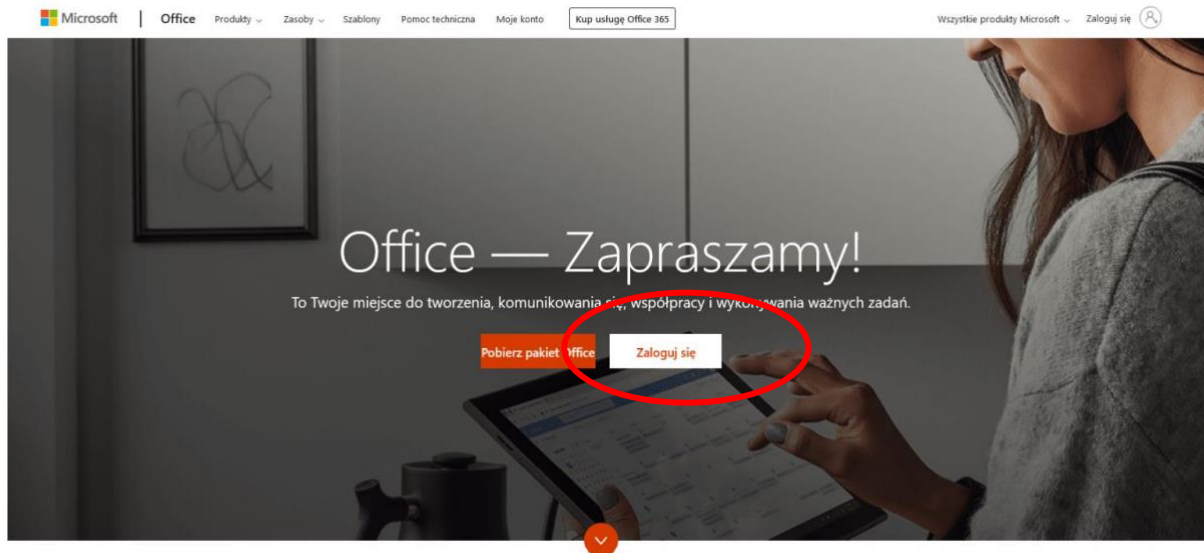 Microsoft | Office Produkty Zasoby Szablony Pomoc techniczna Moje konto Kup usługę Office 365 Wszystkie produkty Microsoft Zaloguj się
Office — Zapraszamy!
To Twoje miejsce do tworzenia, komunikowania się, współpracy i wykonywania ważnych zadań.
Pobierz pakiet Office Zaloguj się